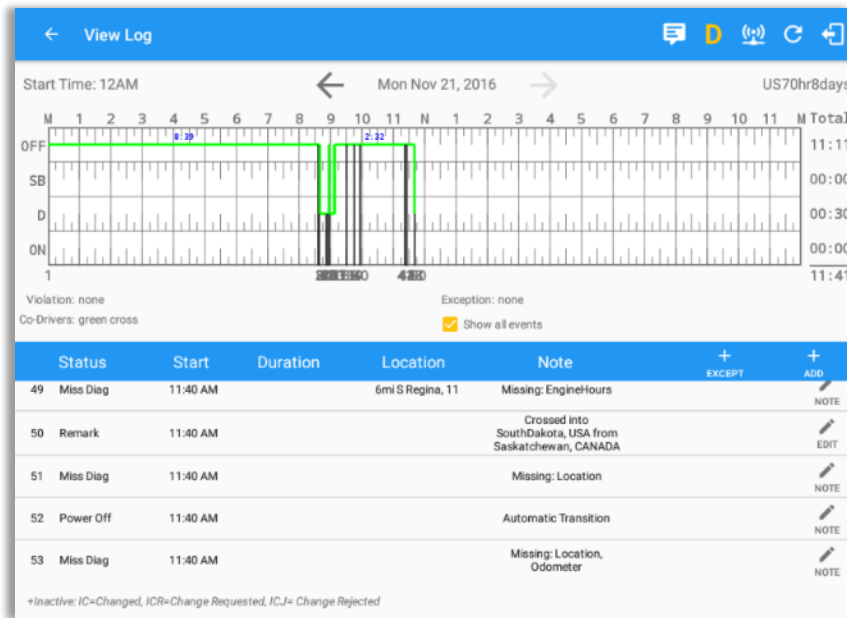 View Log
D
Start Time: 12AM
Mon Nov 21, 2016
US70hr8days
M 1 2 3 4 5 6 7 8 9 10 11 N 1 2 3 4 5 6 7 8 9 10 11 M Total
8:39
2:32
OFF 11:11
SB 00:00
D 00:30
ON 00:00
1
11:41
Violation: none
Exception: none
Co-Drivers: green cross
Show all events
Status Start Duration Location Note + EXCEPT + ADD
49 Miss Diag 11:40 AM 6mi S Regina, 11 Missing: EngineHours NOTE
50 Remark 11:40 AM Crossed into
SouthDakota, USA from
Saskatchewan, CANADA EDIT
51 Miss Diag 11:40 AM Missing: Location NOTE
52 Power Off 11:40 AM Automatic Transition NOTE
53 Miss Diag 11:40 AM Missing: Location,
Odometer NOTE
+Inactive: IC=Changed, ICR=Change Requested, ICJ= Change Rejected